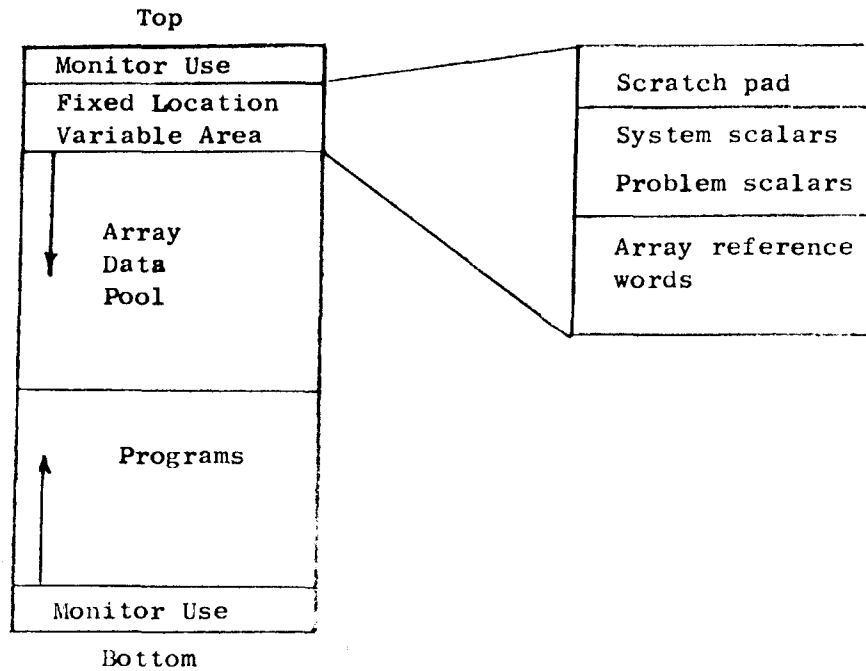 Top
Monitor Use
Fixed Location
Variable Area
Array
Data
Pool
Programs
Monitor Use
Bottom
Scratch pad
System scalars
Problem scalars
Array reference
words